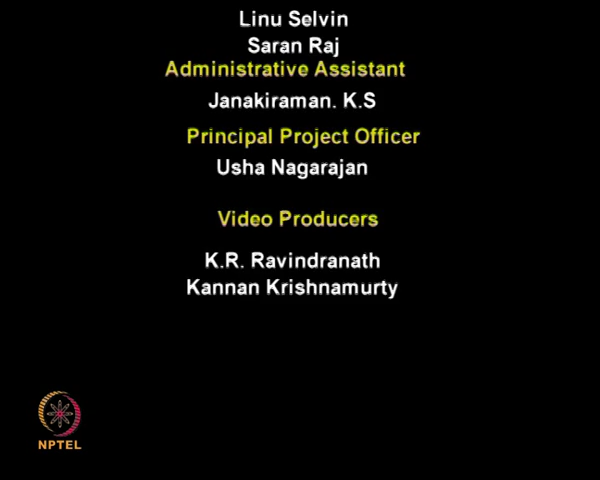 Linu Selvin
Saran Raj
Administrative Assistant
Janakiraman. K.S
Principal Project Officer
Usha Nagarajan
Video Producers
K.R. Ravindranath
Kannan Krishnamurty
NPTEL